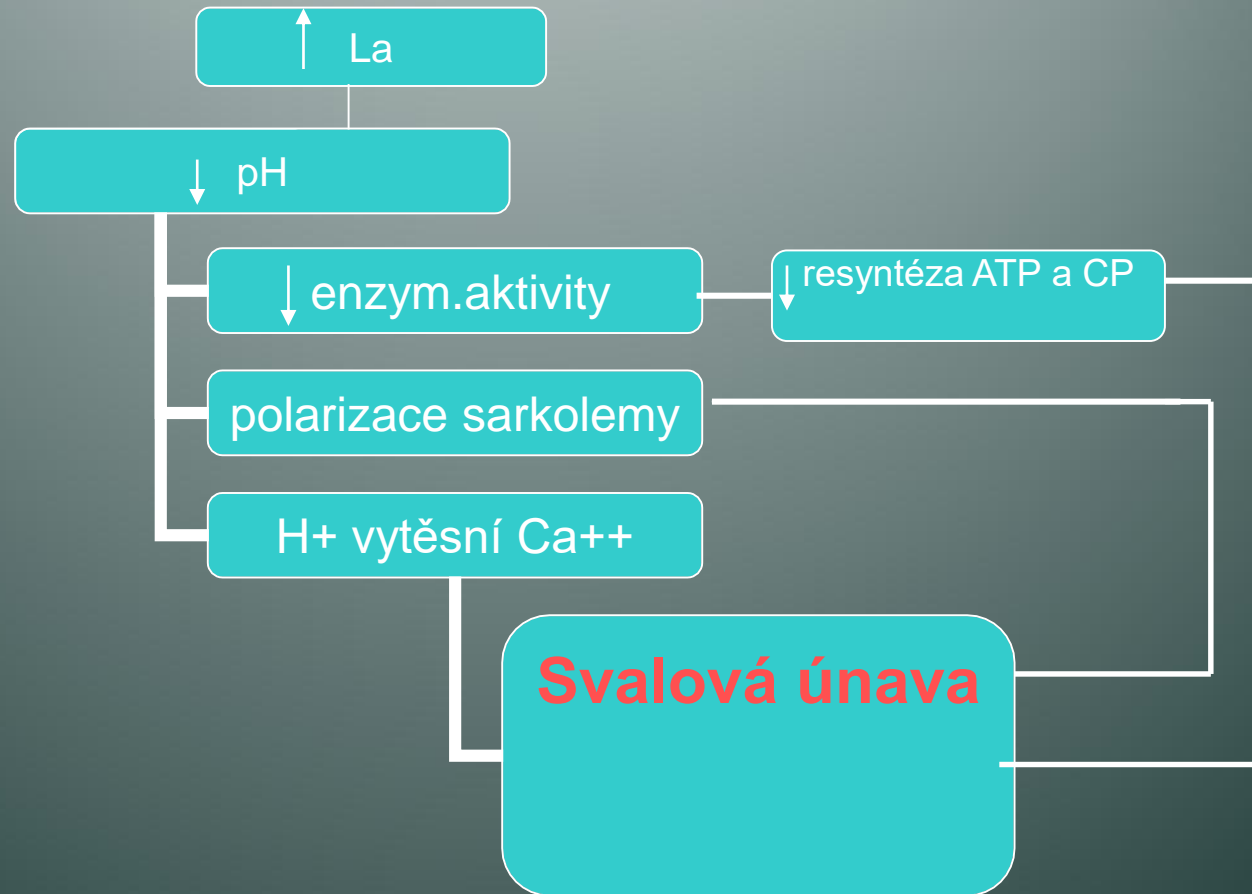 ↑ La
↓ pH
↓ enzym.aktivity
↓ resyntéza ATP a CP
polarizace sarkolemy
H+ vytěsní Ca++
Svalová únava